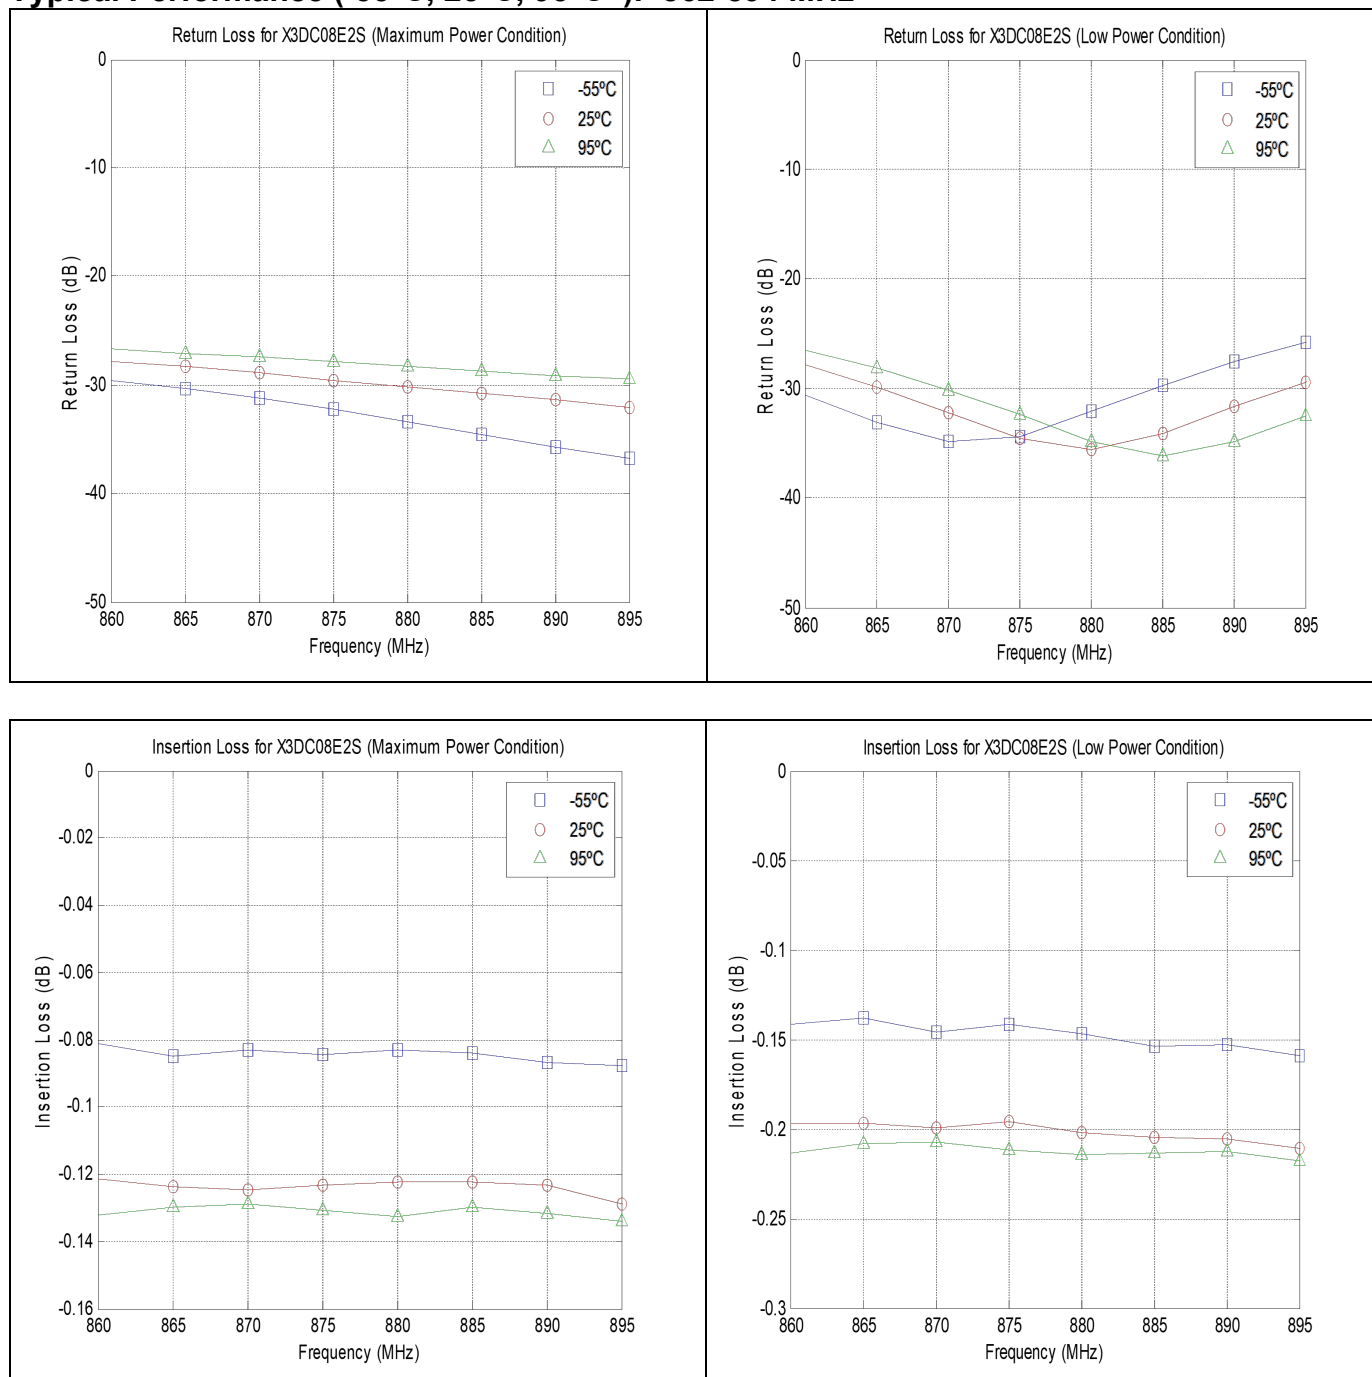 Return Loss for X3DC08E2S (Maximum Power Condition)
0
-10
-20
-30
-40
-50
Return Loss (dB)
-55ºC
25ºC
95ºC
860 865 870 875 880 885 890 895
Frequency (MHz)
Return Loss for X3DC08E2S (Low Power Condition)
0
-10
-20
-30
-40
-50
Return Loss (dB)
-55ºC
25ºC
95ºC
860 865 870 875 880 885 890 895
Frequency (MHz)
Insertion Loss for X3DC08E2S (Maximum Power Condition)
0
-0.02
-0.04
-0.06
-0.08
-0.1
-0.12
-0.14
-0.16
Insertion Loss (dB)
-55ºC
25ºC
95ºC
860 865 870 875 880 885 890 895
Frequency (MHz)
Insertion Loss for X3DC08E2S (Low Power Condition)
0
-0.05
-0.1
-0.15
-0.2
-0.25
-0.3
Insertion Loss (dB)
-55ºC
25ºC
95ºC
860 865 870 875 880 885 890 895
Frequency (MHz)